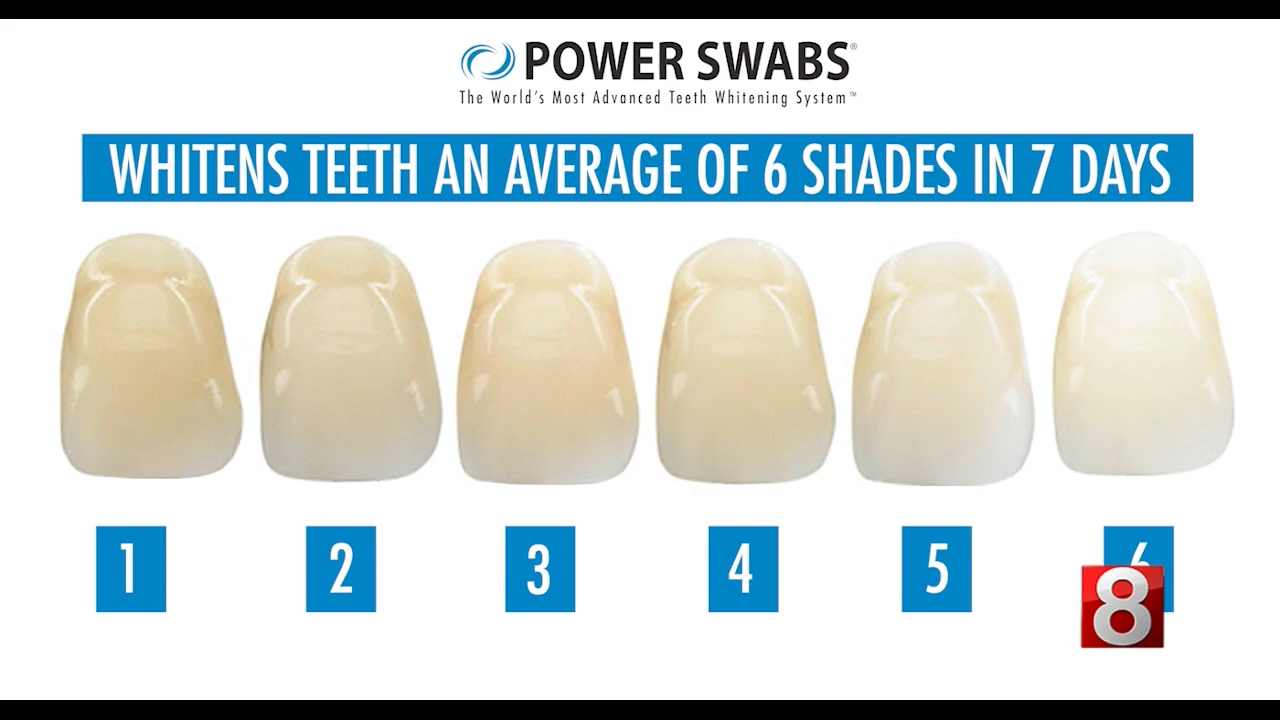 POWER SWABS®
The World's Most Advanced Teeth Whitening System™
WHITENS TEETH AN AVERAGE OF 6 SHADES IN 7 DAYS
1 2 3 4 5 6
8